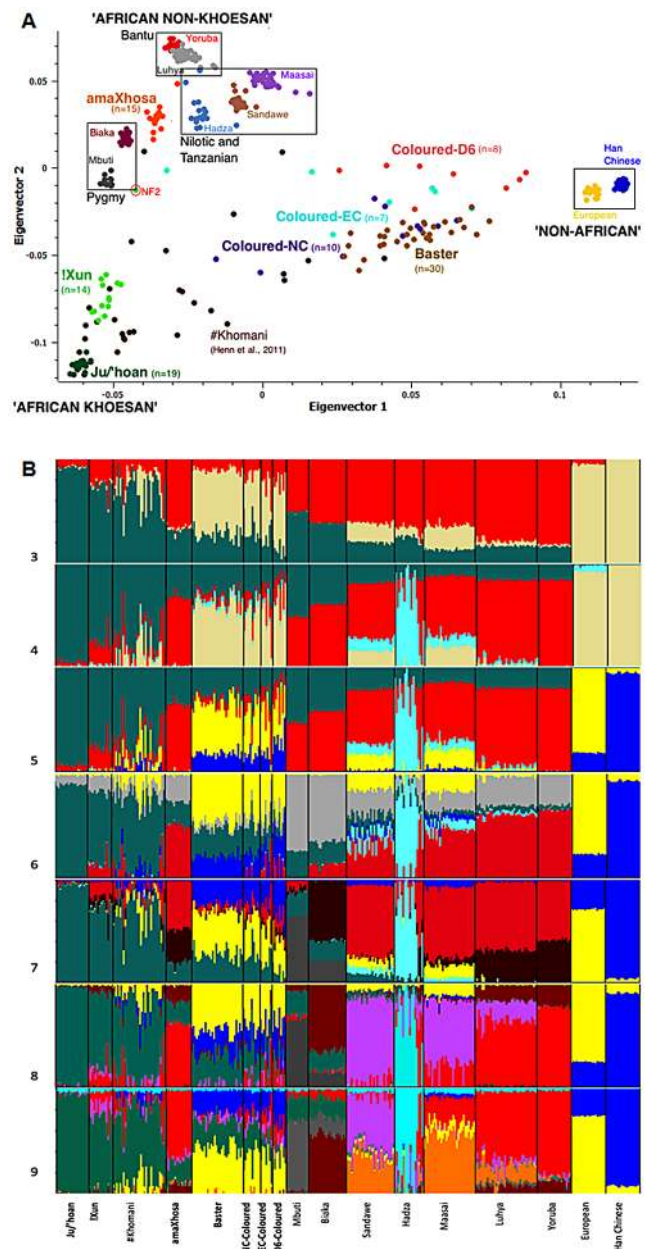 A
'AFRICAN NON-KHOESAN'
Bantu
Yoruba
Luhya
Maasai
amaXhosa
(n=15)
Sandawe
Biaka
Hadza
Mbuti
Nilotic and
Tanzanian
Coloured-D6 (n=8)
Han
Chinese
NF2
Pygmy
European
Coloured-EC (n=7)
'NON-AFRICAN'
Coloured-NC (n=10)
Baster
(n=30)
!Xun
(n=14)
#Khomani
(Henn et al., 2011)
Ju/'hoan (n=19)
'AFRICAN KHOESAN'
Eigenvector 2
0.05
0
-0.05
-0.1
-0.05
0
0.05
0.1
Eigenvector 1
B
3
4
5
6
7
8
9
Ju/'hoan
!Xun
#Khomani
amaXhosa
Baster
EC-Coloured
D6-Coloured
Mbuti
Biaka
Sandawe
Hadza
Maasai
Luhya
Yoruba
European
Han Chinese